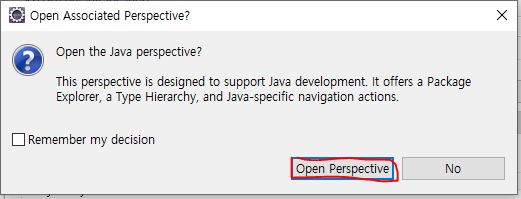 Open Associated Perspective?
Open the Java perspective?
This perspective is designed to support Java development. It offers a Package
Explorer, a Type Hierarchy, and Java-specific navigation actions.
Remember my decision
Open Perspective
No